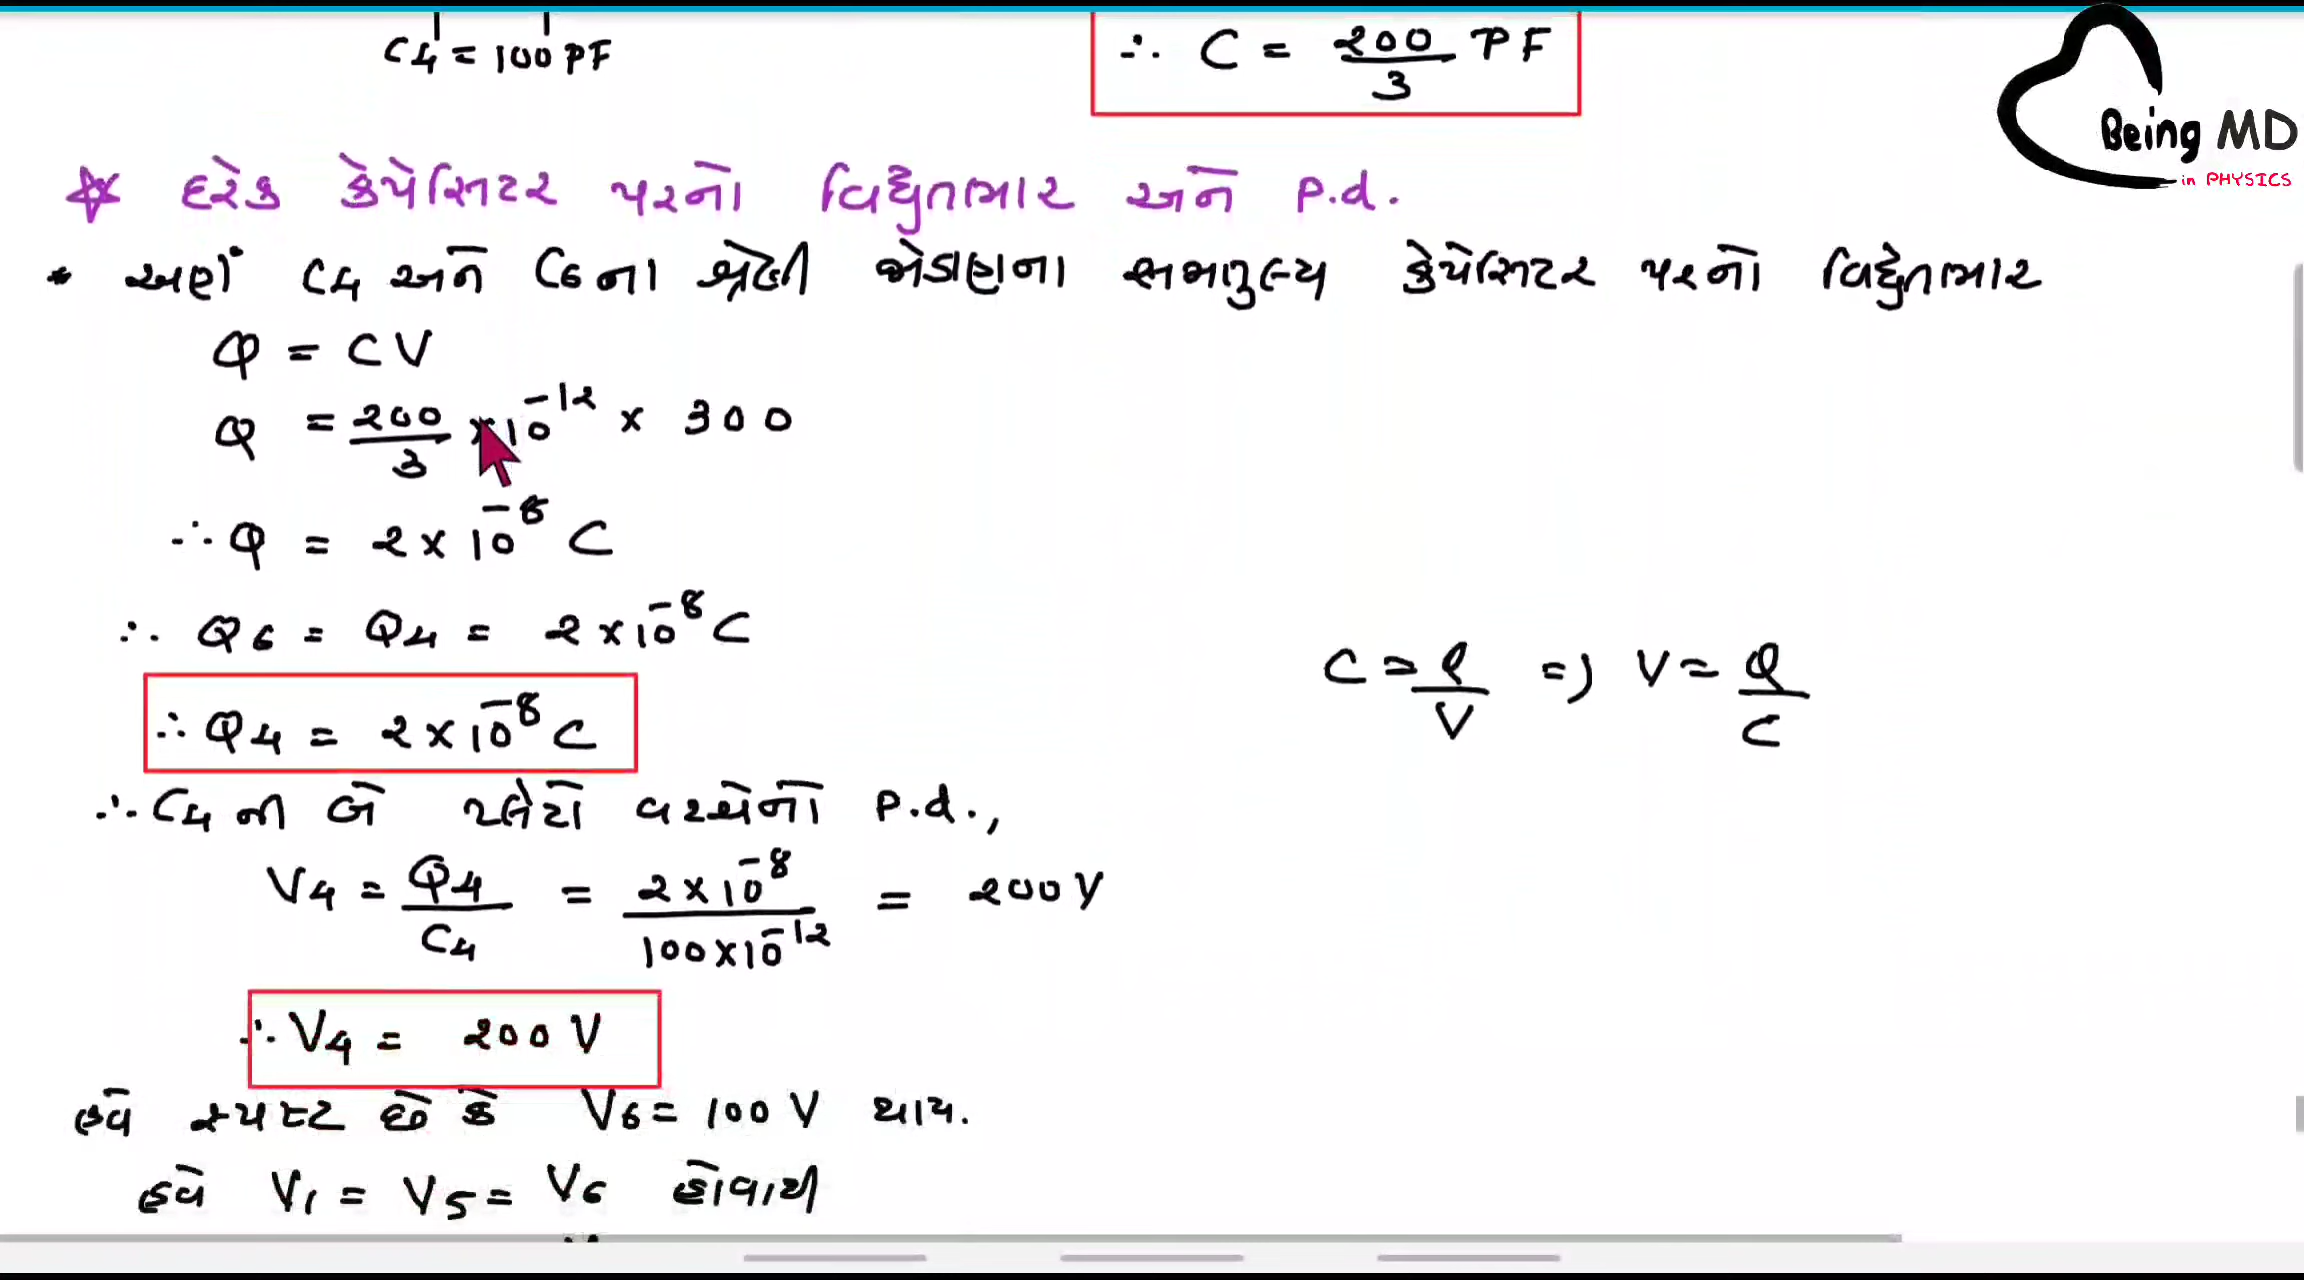 C4 = 100 PF
∴ C = 200/3 PF
Being MD
in PHYSICS
☆ દરેક કેપેસિટર પરનો વિદ્યુતભાર અને P.d.
* અહીં C4 અને C6 ના શ્રેણી જોડાણના સમતુલ્ય કેપેસિટર પરનો વિદ્યુતભાર
Q = CV
Q = 200/3 × 10⁻¹² × 300
∴ Q = 2 × 10⁻⁸ C
∴ Q6 = Q4 = 2 × 10⁻⁸ C
C = Q/V ⇒ V = Q/C
∴ Q4 = 2 × 10⁻⁸ C
∴ C4 ની બે પ્લેટો વચ્ચેનો P.d.,
V4 = Q4/C4 = 2 × 10⁻⁸ / 100 × 10⁻¹² = 200 V
∴ V4 = 200 V
હવે સ્પષ્ટ છે કે V6 = 100 V થાય.
હવે V1 = V5 = V6 હોવાથી